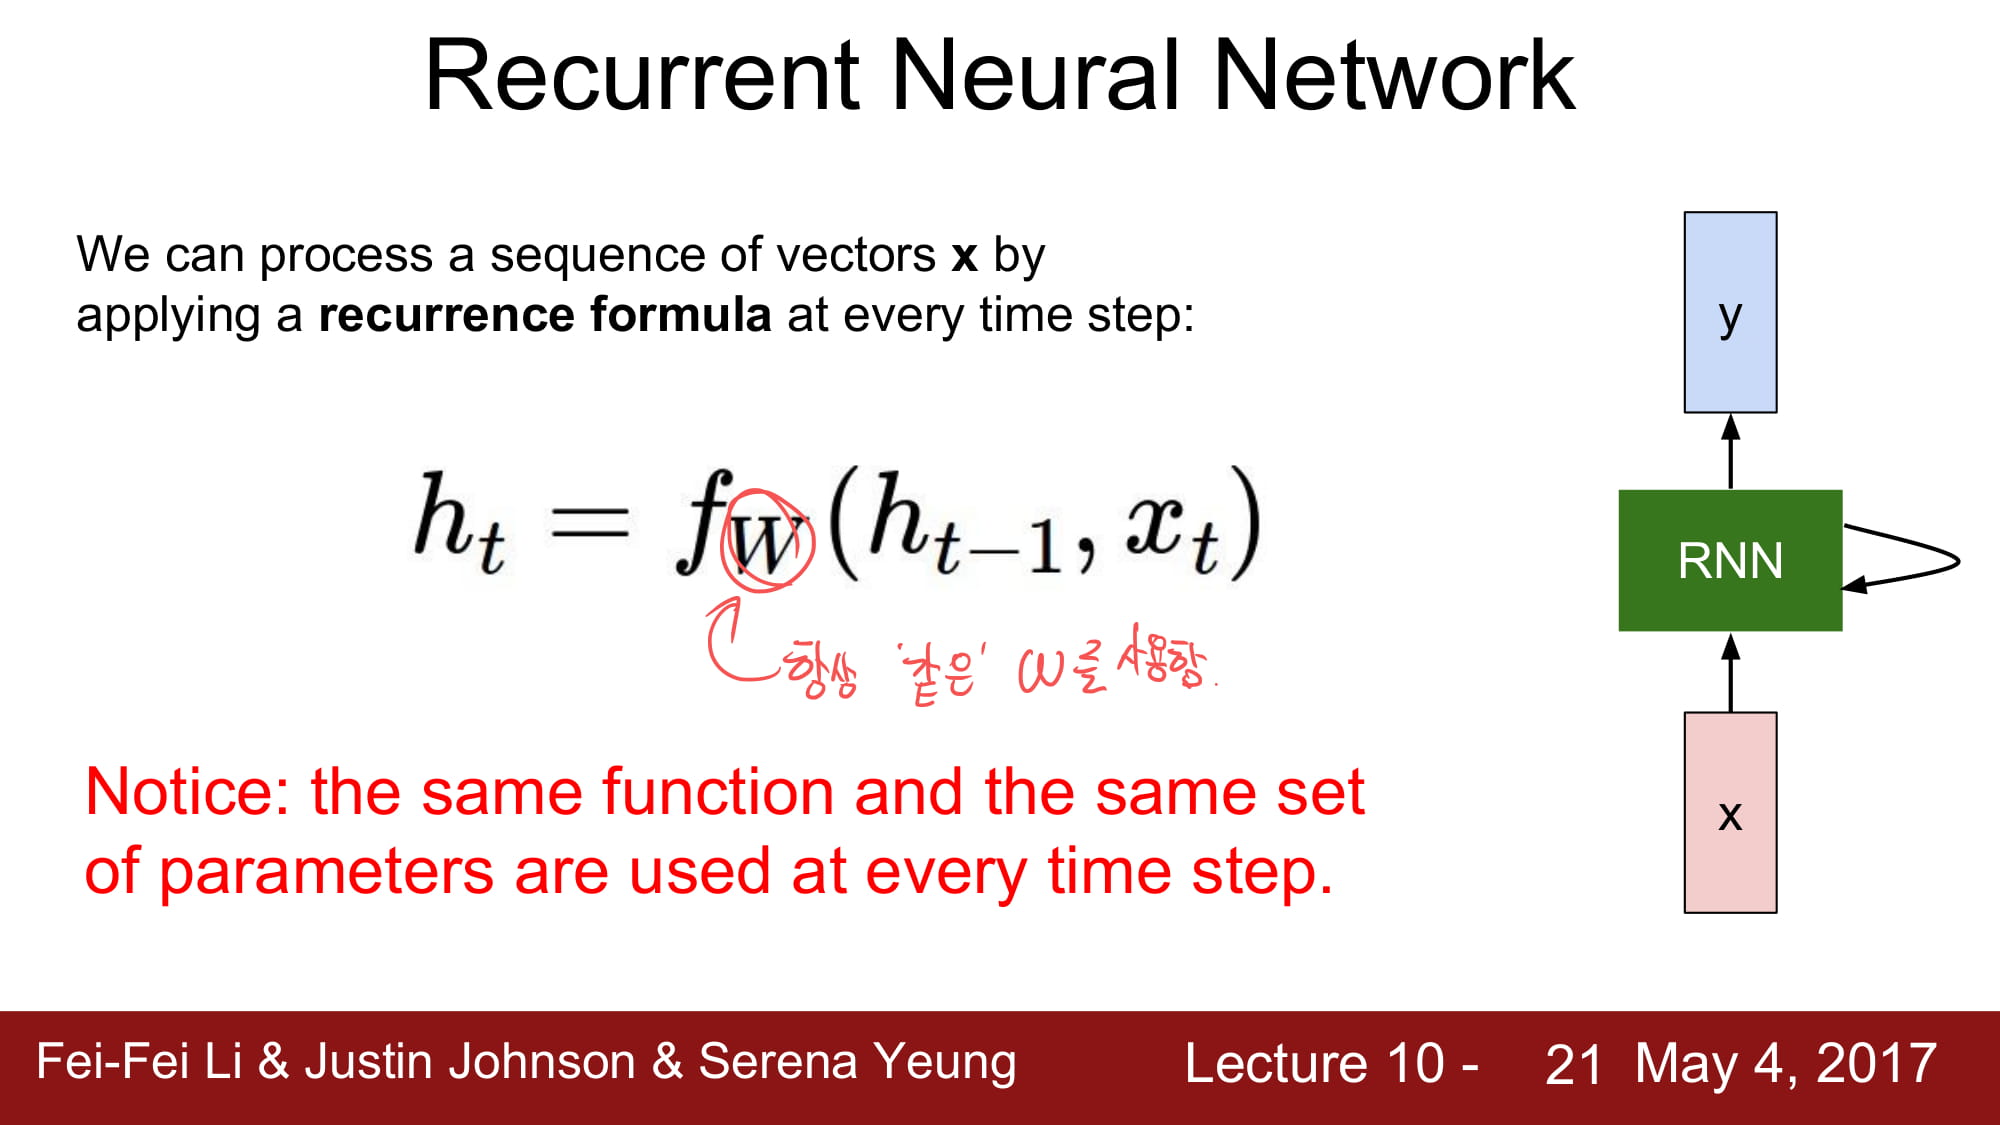 Recurrent Neural Network
We can process a sequence of vectors x by
applying a recurrence formula at every time step:
y
h_t = f_W(h_{t-1}, x_t)
RNN
항상 '같은' W를 사용함.
x
Notice: the same function and the same set
of parameters are used at every time step.
Fei-Fei Li & Justin Johnson & Serena Yeung
Lecture 10 - 21 May 4, 2017